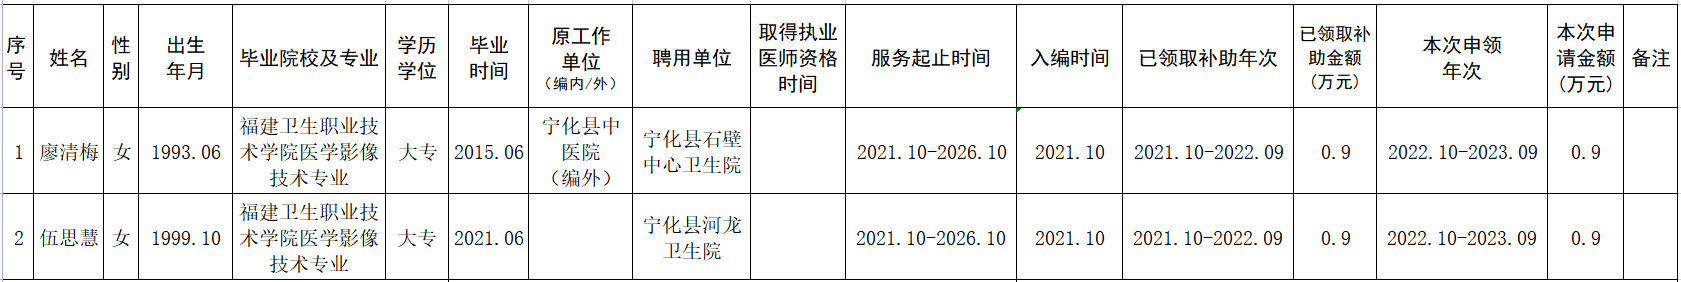 序号 姓名 性别 出生年月 毕业院校及专业 学历学位 毕业时间 原工作单位（编内/外） 聘用单位 取得执业医师资格时间 服务起止时间 入编时间 已领取补助年次 已领取补助金额(万元) 本次申领年次 本次申请金额(万元) 备注
1 廖清梅 女 1993.06 福建卫生职业技术学院医学影像技术专业 大专 2015.06 宁化县中医院（编外） 宁化县石壁中心卫生院 2021.10-2026.10 2021.10 2021.10-2022.09 0.9 2022.10-2023.09 0.9
2 伍思慧 女 1999.10 福建卫生职业技术学院医学影像技术专业 大专 2021.06 宁化县河龙卫生院 2021.10-2026.10 2021.10 2021.10-2022.09 0.9 2022.10-2023.09 0.9